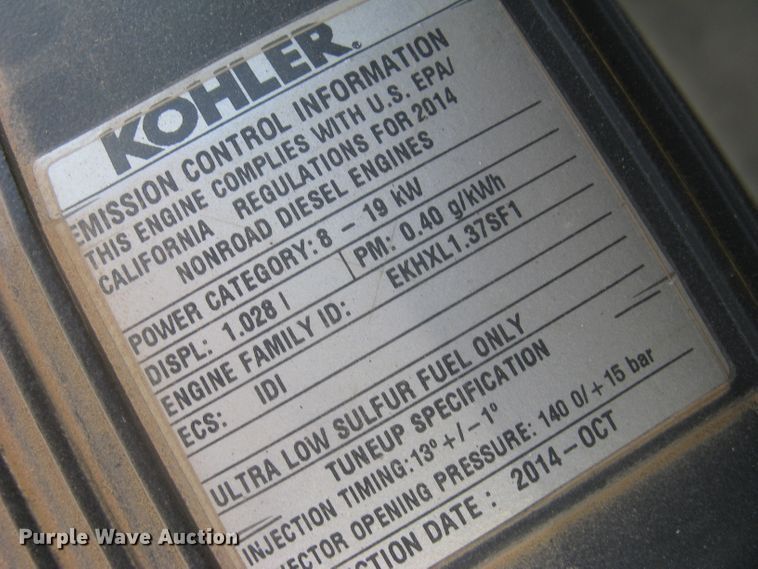 KOHLER®
EMISSION CONTROL INFORMATION
THIS ENGINE COMPLIES WITH U.S. EPA/
CALIFORNIA REGULATIONS FOR 2014
NONROAD DIESEL ENGINES
POWER CATEGORY: 8 – 19 kW
DISPL: 1.028 l PM: 0.40 g/kWh
ENGINE FAMILY ID: EKHXL1.37SF1
ECS: IDI
ULTRA LOW SULFUR FUEL ONLY
TUNEUP SPECIFICATION
INJECTION TIMING: 13° +/– 1°
JECTOR OPENING PRESSURE: 140 0/+15 bar
CTION DATE : 2014–OCT
Purple Wave Auction